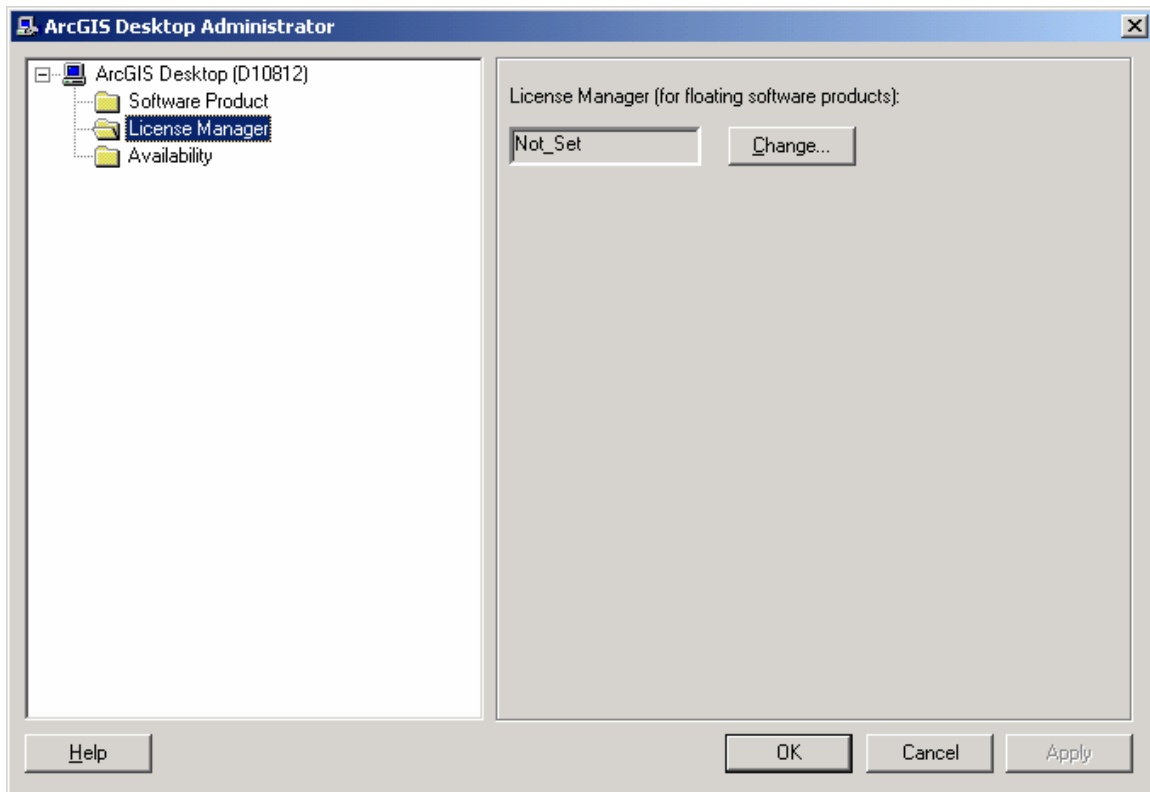 ArcGIS Desktop Administrator
ArcGIS Desktop (D10812)
Software Product
License Manager
Availability
License Manager (for floating software products):
Not_Set
Change...
Help
OK
Cancel
Apply